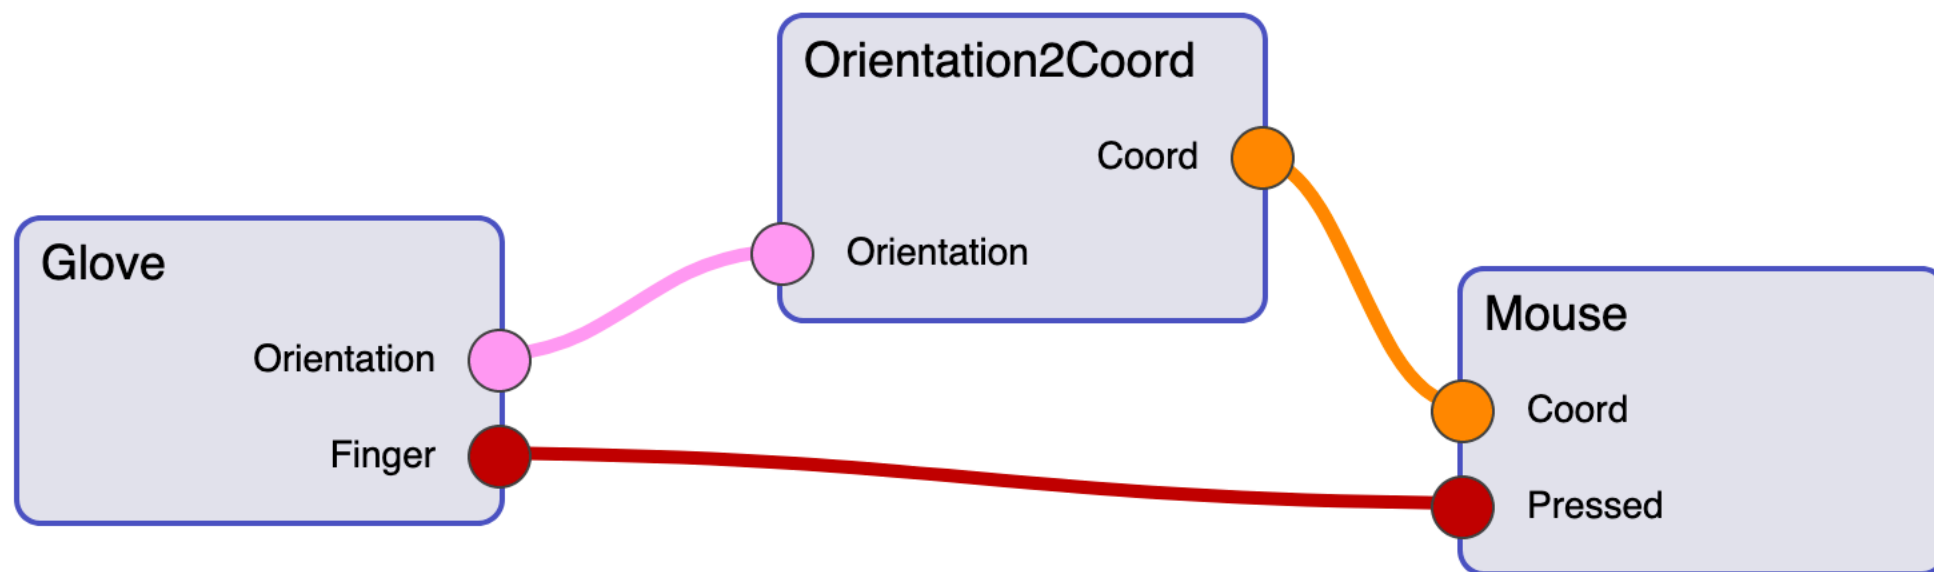 Orientation2Coord
Coord
Orientation
Glove
Orientation
Finger
Mouse
Coord
Pressed